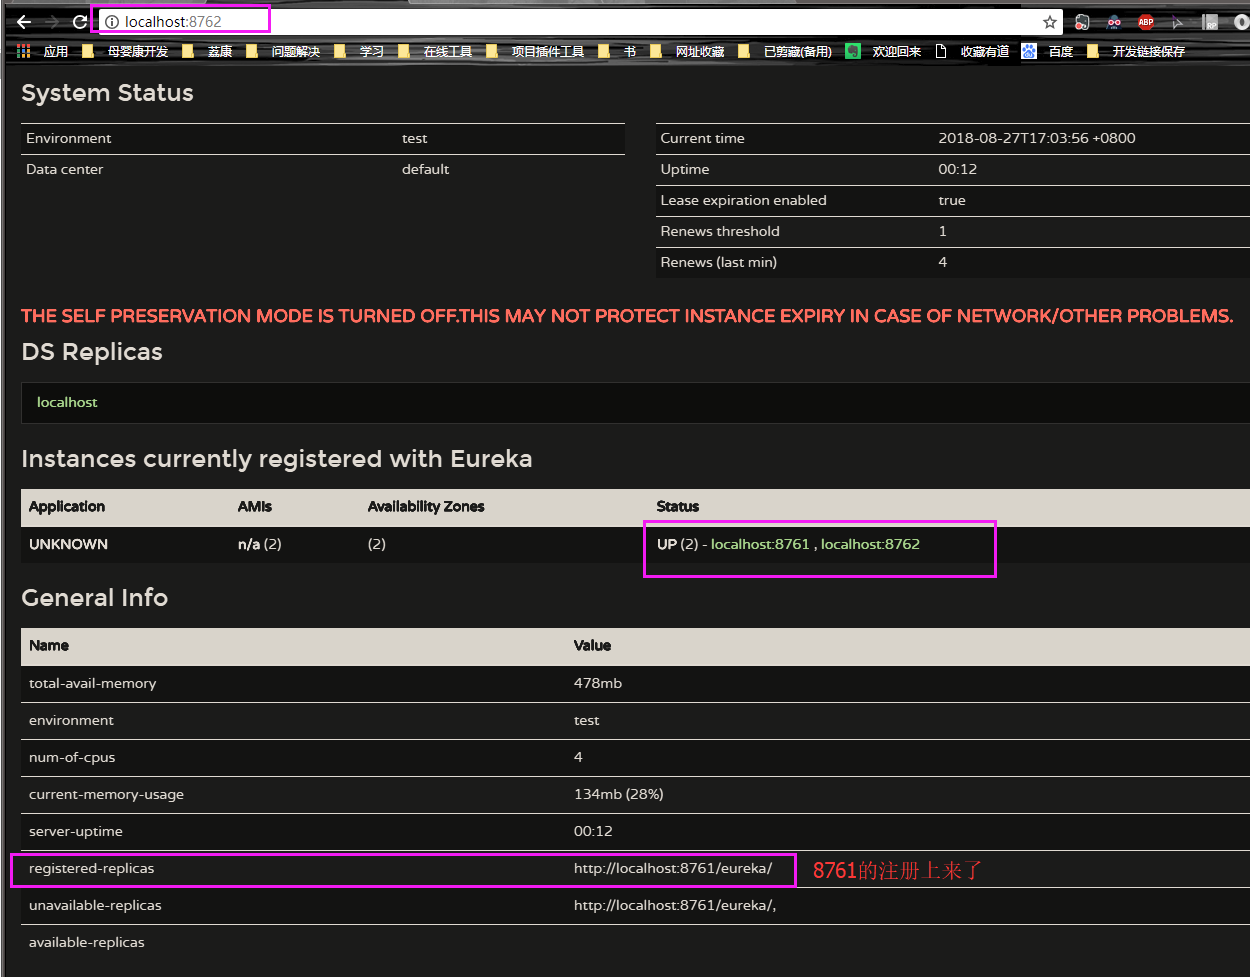 localhost:8762
ABP
RP
应用 母婴康开发 荔康 问题解决 学习 在线工具 项目插件工具 书 网址收藏 已剪藏(备用) 欢迎回来 收藏有道 百度 开发链接保存
System Status
Environment test
Data center default
Current time 2018-08-27T17:03:56 +0800
Uptime 00:12
Lease expiration enabled true
Renews threshold 1
Renews (last min) 4
THE SELF PRESERVATION MODE IS TURNED OFF.THIS MAY NOT PROTECT INSTANCE EXPIRY IN CASE OF NETWORK/OTHER PROBLEMS.
DS Replicas
localhost
Instances currently registered with Eureka
Application AMIs Availability Zones Status
UNKNOWN n/a (2) (2) UP (2) - localhost:8761 , localhost:8762
General Info
Name Value
total-avail-memory 478mb
environment test
num-of-cpus 4
current-memory-usage 134mb (28%)
server-uptime 00:12
registered-replicas http://localhost:8761/eureka/ 8761的注册上来了
unavailable-replicas http://localhost:8761/eureka/,
available-replicas